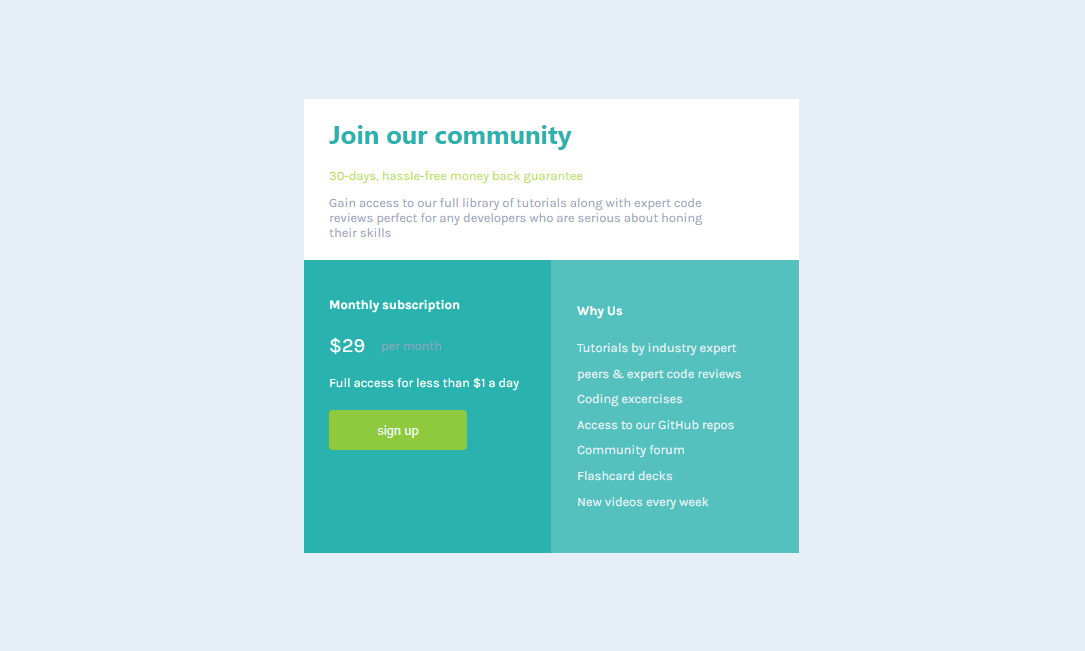 Join our community
30-days, hassle-free money back guarantee
Gain access to our full library of tutorials along with expert code
reviews perfect for any developers who are serious about honing
their skills
Monthly subscription
$29 per month
Full access for less than $1 a day
sign up
Why Us
Tutorials by industry expert
peers & expert code reviews
Coding excercises
Access to our GitHub repos
Community forum
Flashcard decks
New videos every week